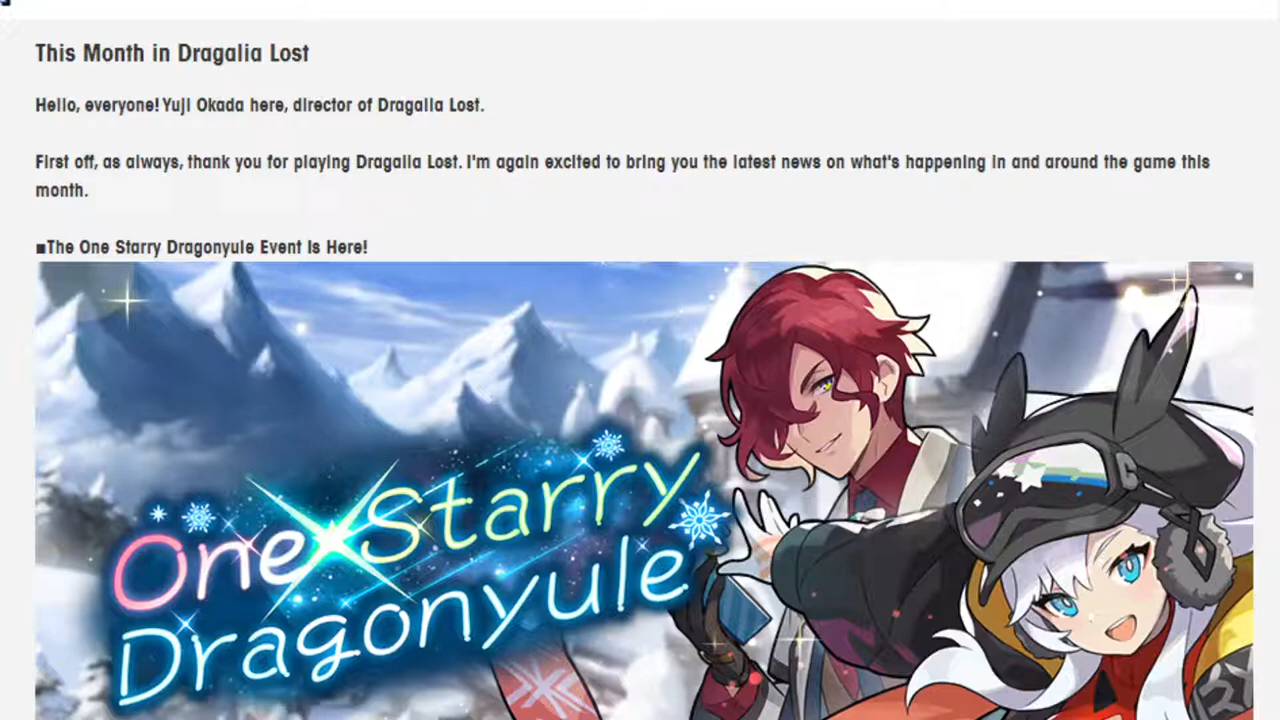 This Month in Dragalia Lost
Hello, everyone! Yuji Okada here, director of Dragalia Lost.
First off, as always, thank you for playing Dragalia Lost. I'm again excited to bring you the latest news on what's happening in and around the game this
month.
■The One Starry Dragonyule Event Is Here!
One Starry
Dragonyule